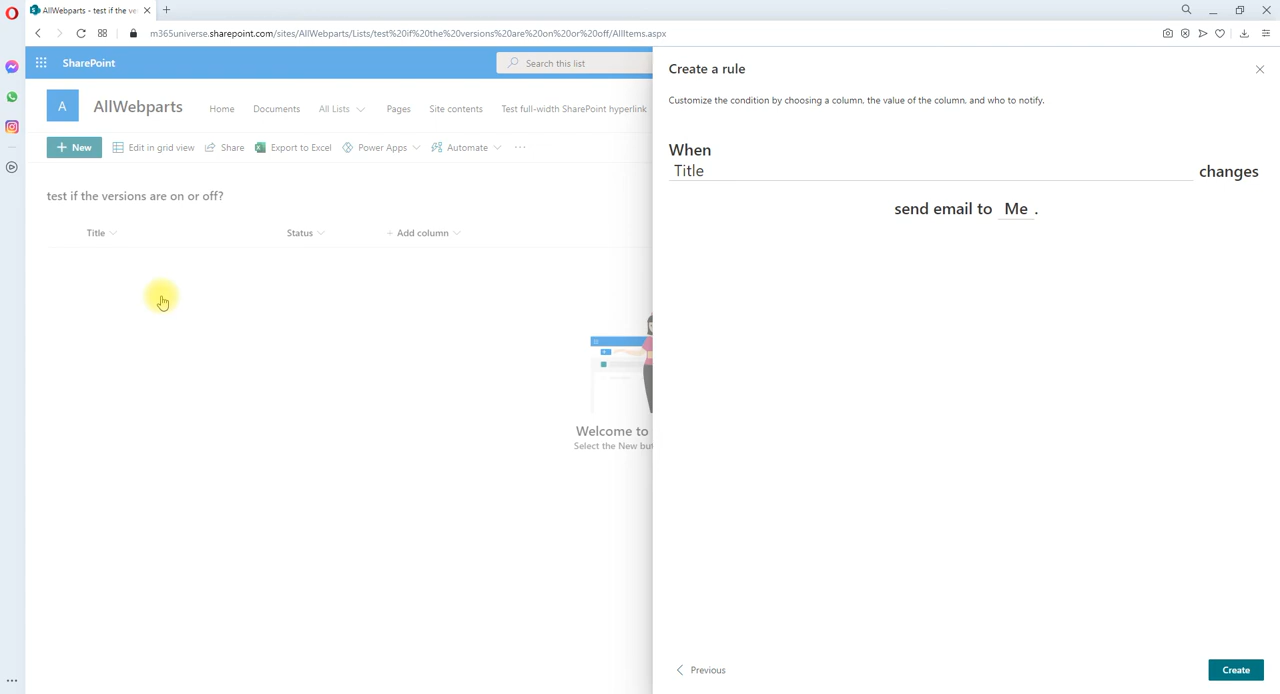 AllWebparts - test if the ve
m365universe.sharepoint.com/sites/AllWebparts/Lists/test%20if%20the%20versions%20are%20on%20or%20off/AllItems.aspx
SharePoint
Search this list
A
AllWebparts
Home
Documents
All Lists
Pages
Site contents
Test full-width SharePoint hyperlink
+ New
Edit in grid view
Share
Export to Excel
Power Apps
Automate
...
test if the versions are on or off?
Title
Status
+ Add column
Welcome to
Select the New but
Create a rule
Customize the condition by choosing a column, the value of the column, and who to notify.
When
Title changes
send email to Me .
Previous
Create